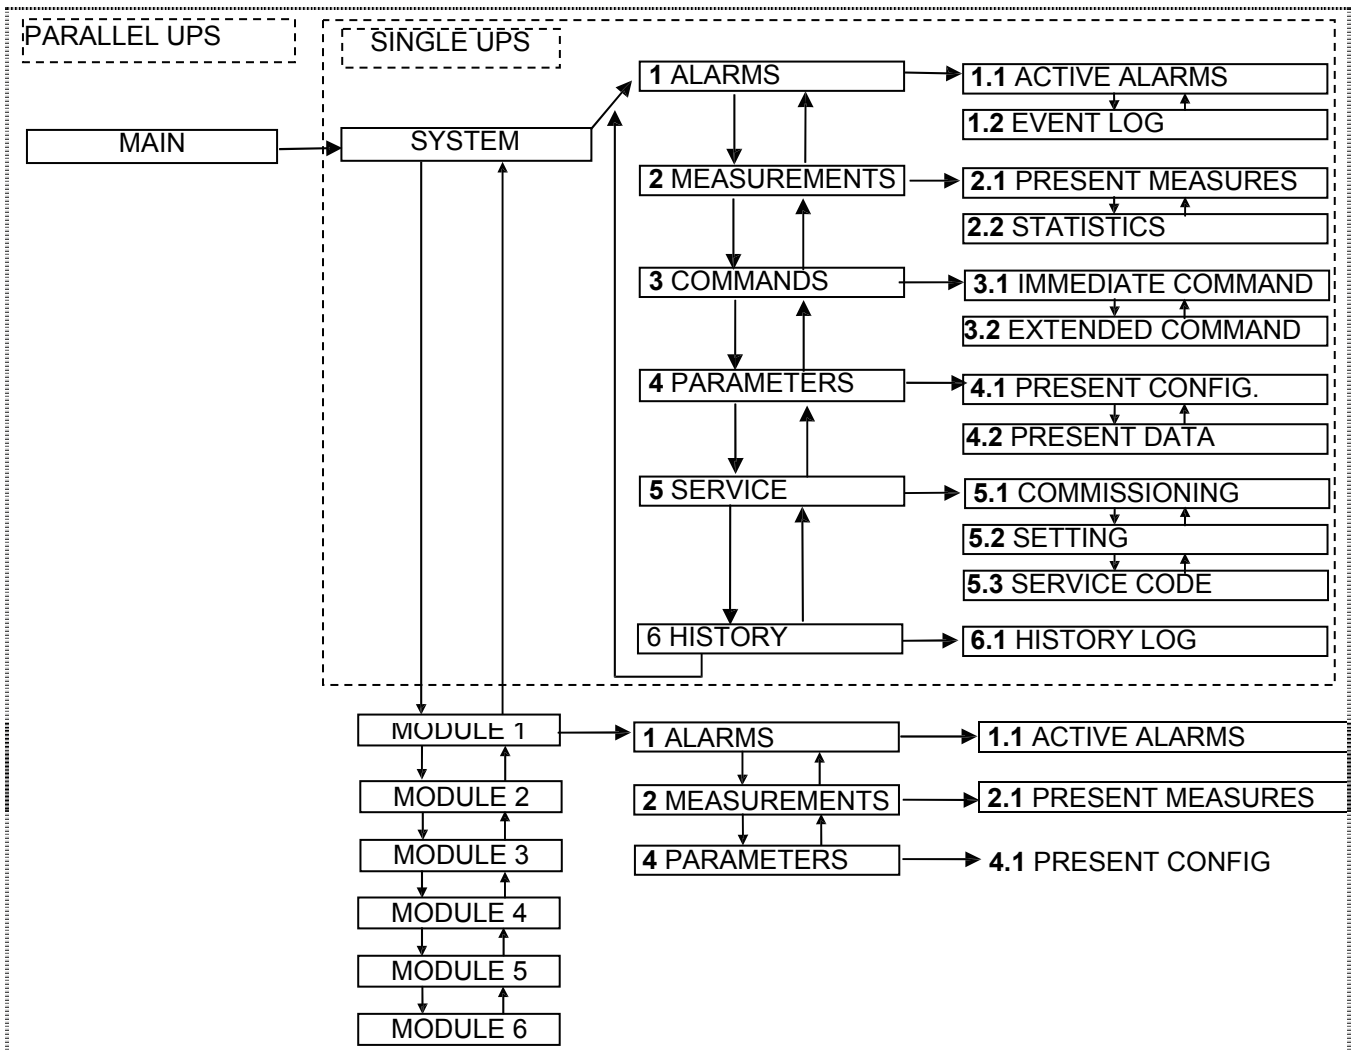 PARALLEL UPS
SINGLE UPS
1 ALARMS
1.1 ACTIVE ALARMS
1.2 EVENT LOG
MAIN
SYSTEM
2 MEASUREMENTS
2.1 PRESENT MEASURES
2.2 STATISTICS
3 COMMANDS
3.1 IMMEDIATE COMMAND
3.2 EXTENDED COMMAND
4 PARAMETERS
4.1 PRESENT CONFIG.
4.2 PRESENT DATA
5 SERVICE
5.1 COMMISSIONING
5.2 SETTING
5.3 SERVICE CODE
6 HISTORY
6.1 HISTORY LOG
MODULE 1
1 ALARMS
1.1 ACTIVE ALARMS
MODULE 2
2 MEASUREMENTS
2.1 PRESENT MEASURES
MODULE 3
4 PARAMETERS
4.1 PRESENT CONFIG
MODULE 4
MODULE 5
MODULE 6